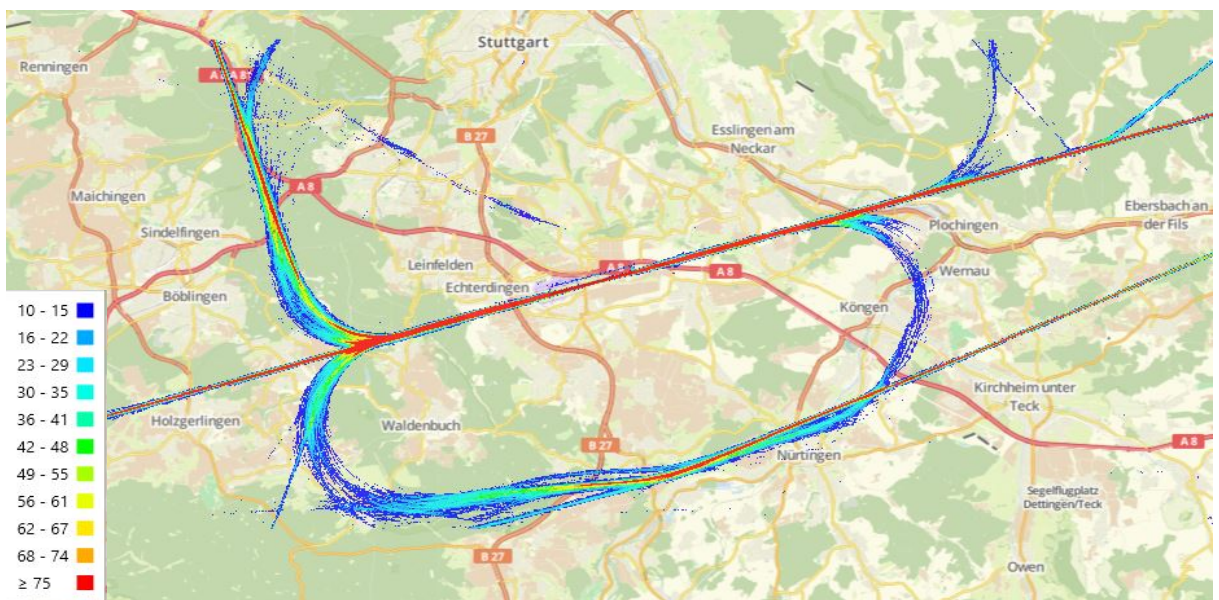 Stuttgart
Renningen
A 8
B 27
Esslingen am
Neckar
Maichingen
A 8
Sindelfingen
Plochingen
Ebersbach an
der Fils
Leinfelden
Echterdingen
A 8
A 8
Wernau
Böblingen
Köngen
Kirchheim unter
Teck
Holzgerlingen
Waldenbuch
B 27
Nürtingen
A 8
Segelflugplatz
Dettingen/Teck
B 27
Owen
10 - 15
16 - 22
23 - 29
30 - 35
36 - 41
42 - 48
49 - 55
56 - 61
62 - 67
68 - 74
≥ 75